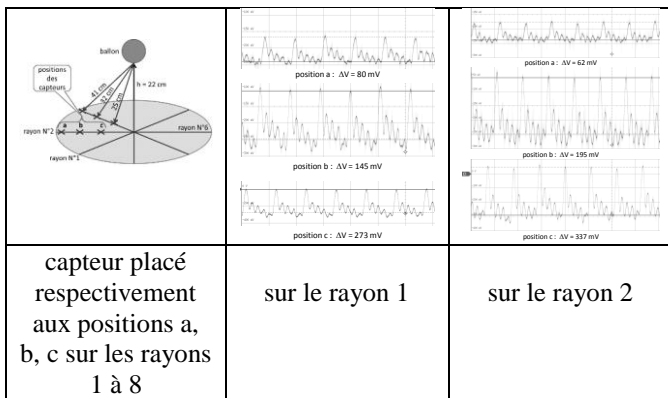 ballon
positions
des
capteurs
41 cm
32 cm
25 cm
h = 22 cm
rayon N°2
a
b
c
rayon N°6
rayon N°1
position a : ΔV = 80 mV
position b : ΔV = 145 mV
position c : ΔV = 273 mV
position a : ΔV = 62 mV
position b : ΔV = 195 mV
position c : ΔV = 337 mV
capteur placé
respectivement
aux positions a,
b, c sur les rayons
1 à 8
sur le rayon 1
sur le rayon 2